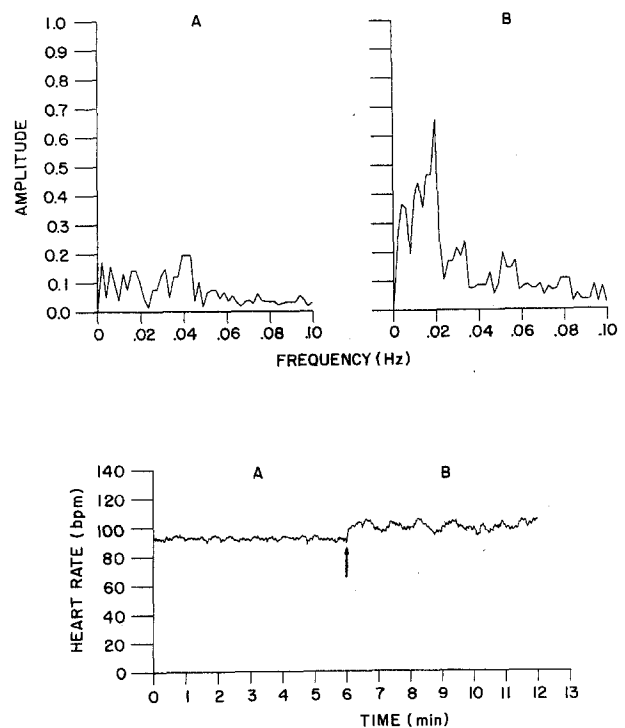 A B
AMPLITUDE
1.0
0.9
0.8
0.7
0.6
0.5
0.4
0.3
0.2
0.1
0.0
0 .02 .04 .06 .08 .10 0 .02 .04 .06 .08 .10
FREQUENCY (Hz)
A B
HEART RATE (bpm)
140
120
100
80
60
40
20
0
0 1 2 3 4 5 6 7 8 9 10 11 12 13
TIME (min)